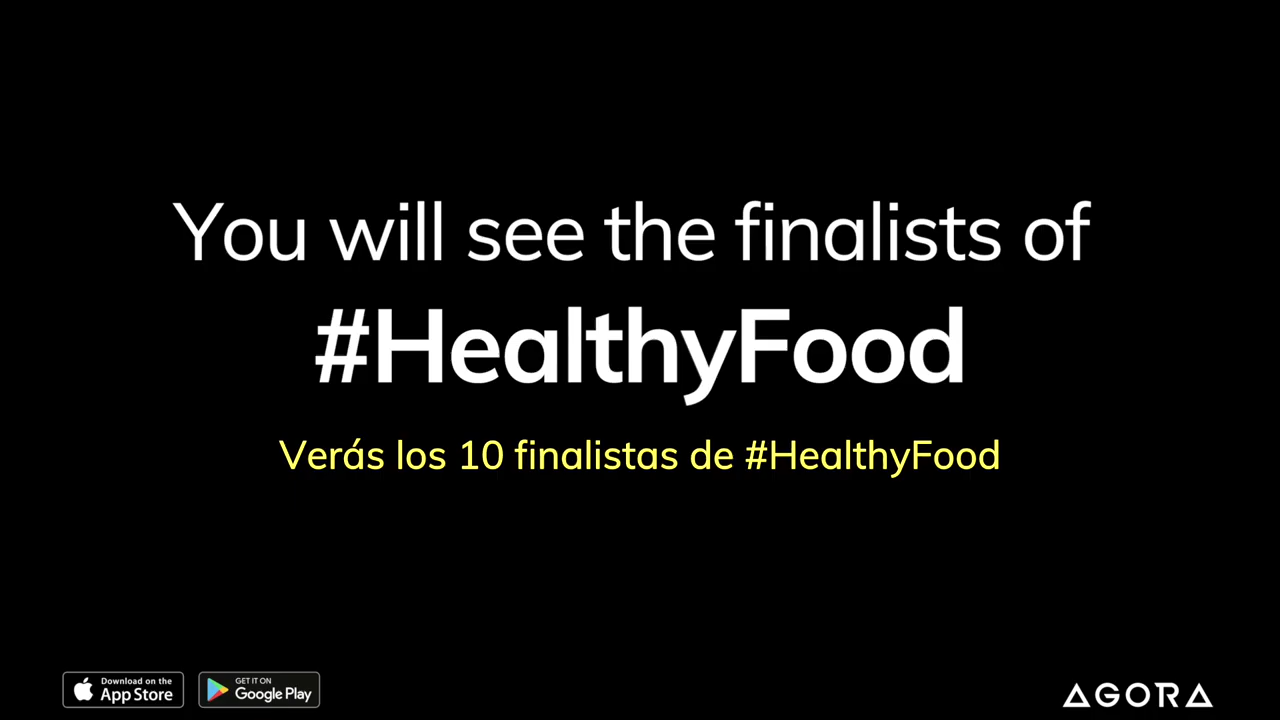 You will see the finalists of
#HealthyFood
Verás los 10 finalistas de #HealthyFood
Download on the
App Store
GET IT ON
Google Play
AGORA